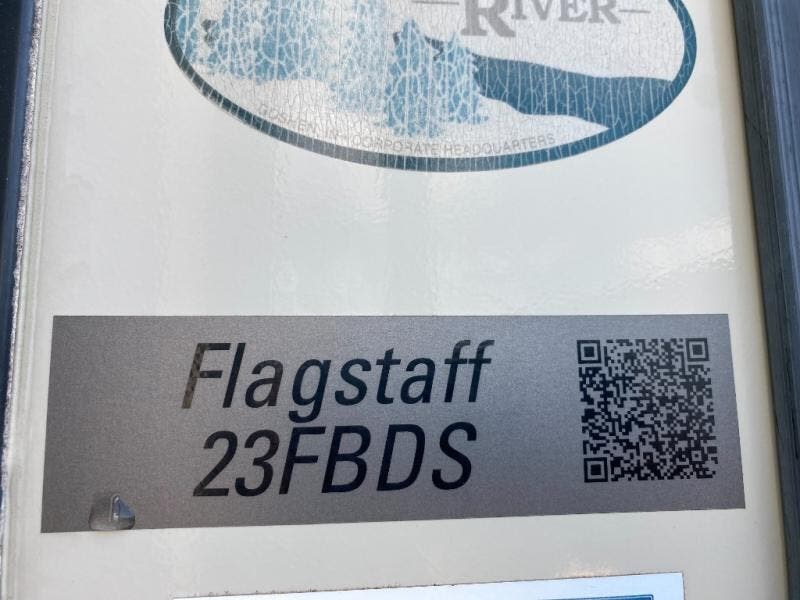 RIVER
GOSHEN, IN - CORPORATE HEADQUARTERS
Flagstaff
23FBDS